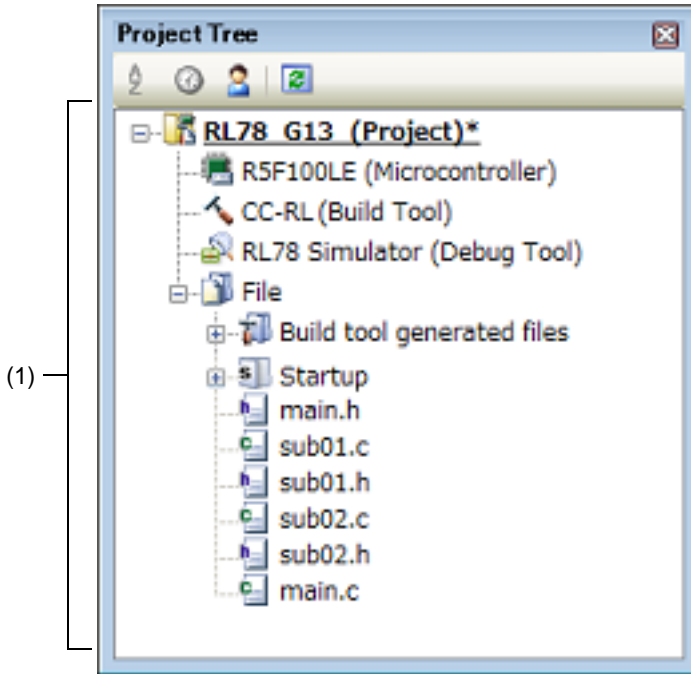 Project Tree
RL78_G13 (Project)*
R5F100LE (Microcontroller)
CC-RL (Build Tool)
RL78 Simulator (Debug Tool)
File
Build tool generated files
Startup
(1)
main.h
sub01.c
sub01.h
sub02.c
sub02.h
main.c